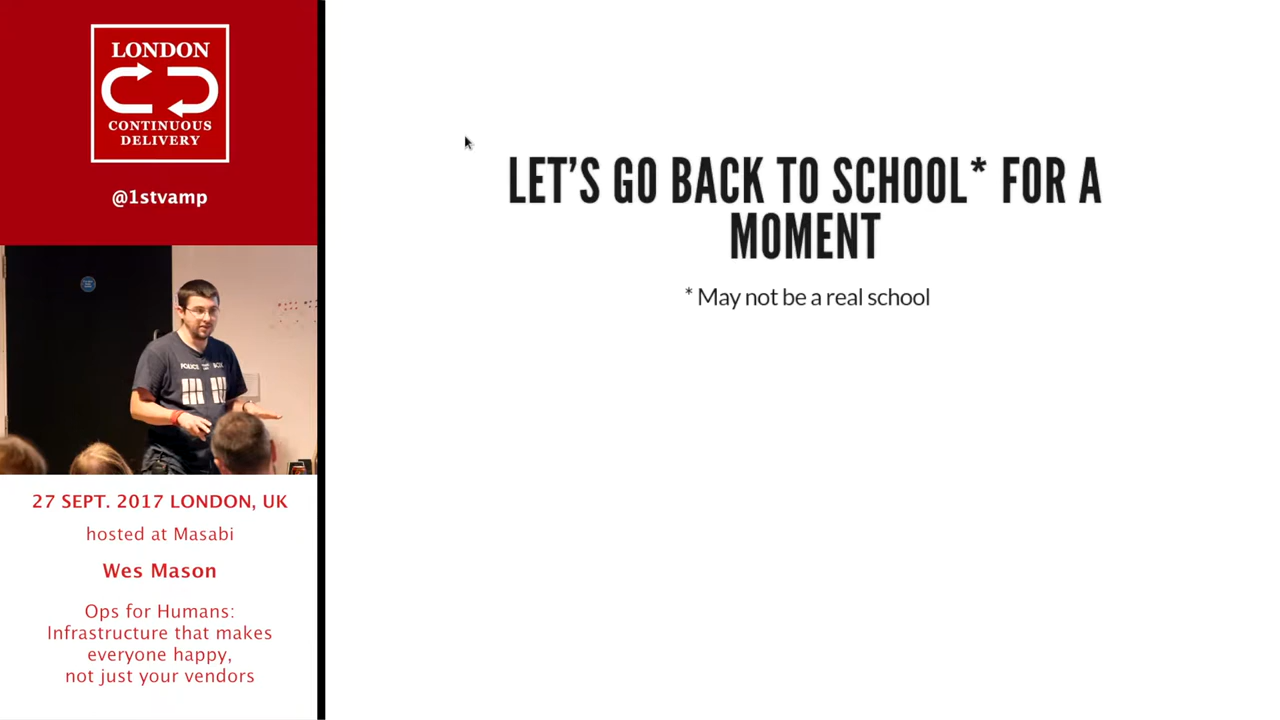 LONDON
CONTINUOUS
DELIVERY
@1stvamp
POLICE BOX
27 SEPT. 2017 LONDON, UK
hosted at Masabi
Wes Mason
Ops for Humans:
Infrastructure that makes
everyone happy,
not just your vendors
LET'S GO BACK TO SCHOOL* FOR A
MOMENT
* May not be a real school